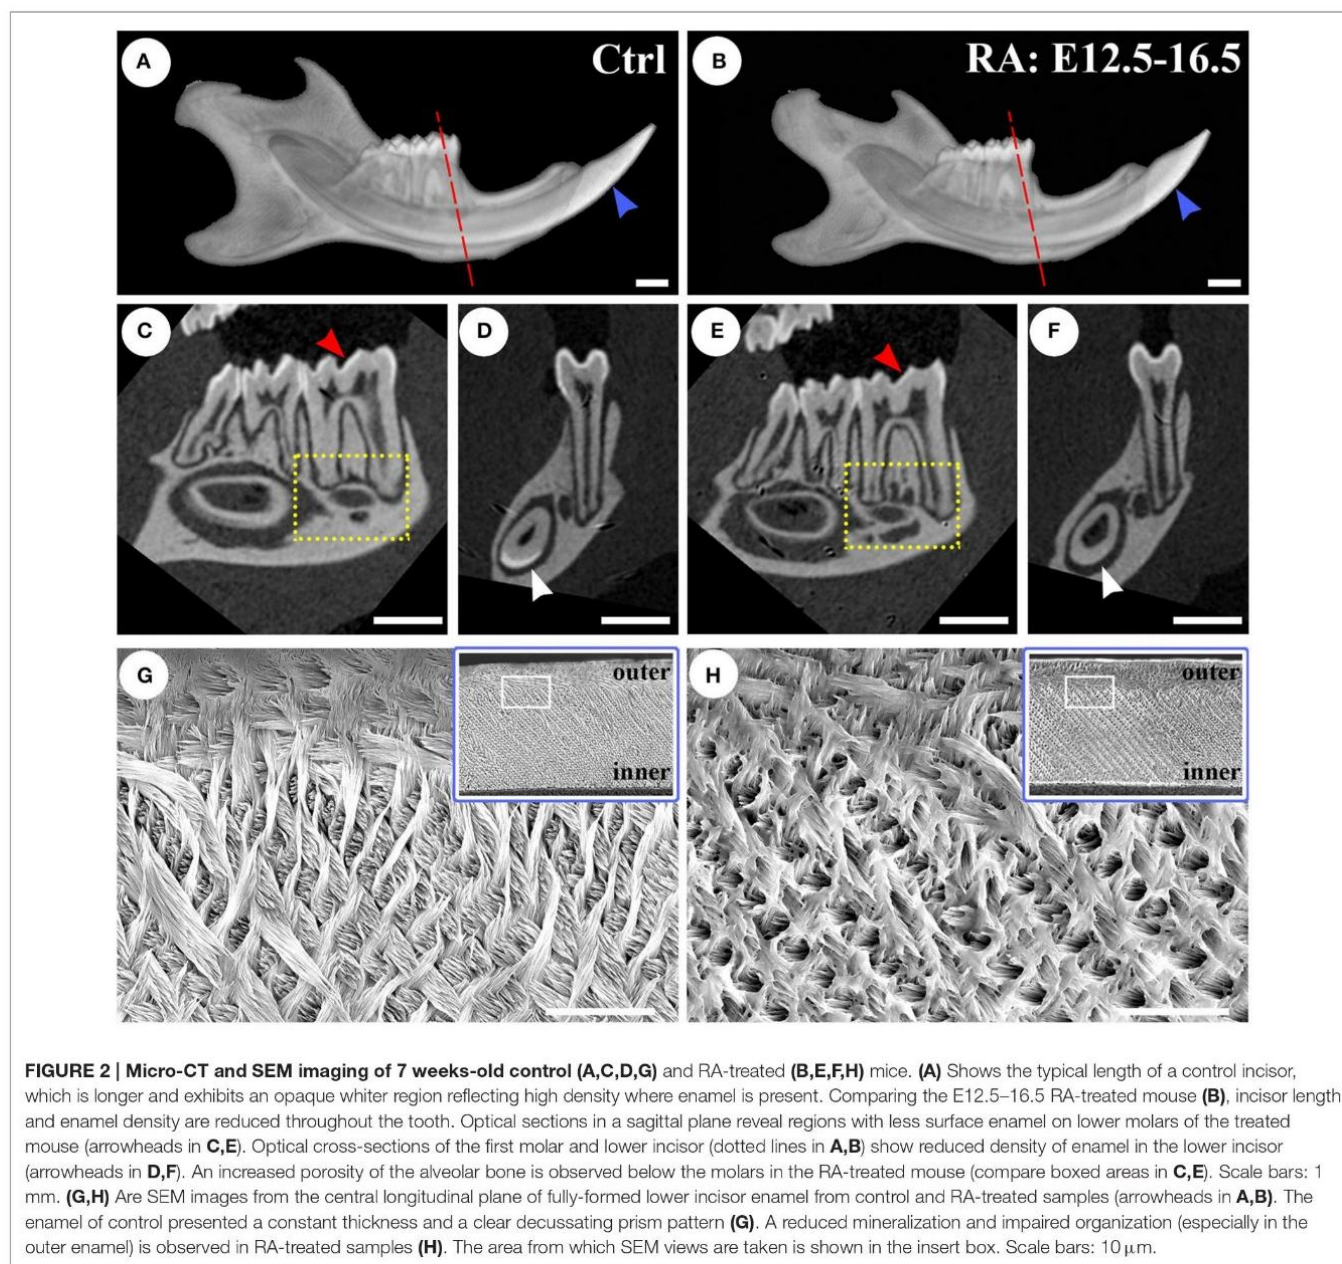 A
Ctrl
B
RA: E12.5-16.5
C
D
E
F
G
outer
inner
H
outer
inner
FIGURE 2 | Micro-CT and SEM imaging of 7 weeks-old control (A,C,D,G) and RA-treated (B,E,F,H) mice. (A) Shows the typical length of a control incisor,
which is longer and exhibits an opaque whiter region reflecting high density where enamel is present. Comparing the E12.5–16.5 RA-treated mouse (B), incisor length
and enamel density are reduced throughout the tooth. Optical sections in a sagittal plane reveal regions with less surface enamel on lower molars of the treated
mouse (arrowheads in C,E). Optical cross-sections of the first molar and lower incisor (dotted lines in A,B) show reduced density of enamel in the lower incisor
(arrowheads in D,F). An increased porosity of the alveolar bone is observed below the molars in the RA-treated mouse (compare boxed areas in C,E). Scale bars: 1
mm. (G,H) Are SEM images from the central longitudinal plane of fully-formed lower incisor enamel from control and RA-treated samples (arrowheads in A,B). The
enamel of control presented a constant thickness and a clear decussating prism pattern (G). A reduced mineralization and impaired organization (especially in the
outer enamel) is observed in RA-treated samples (H). The area from which SEM views are taken is shown in the insert box. Scale bars: 10 μm.